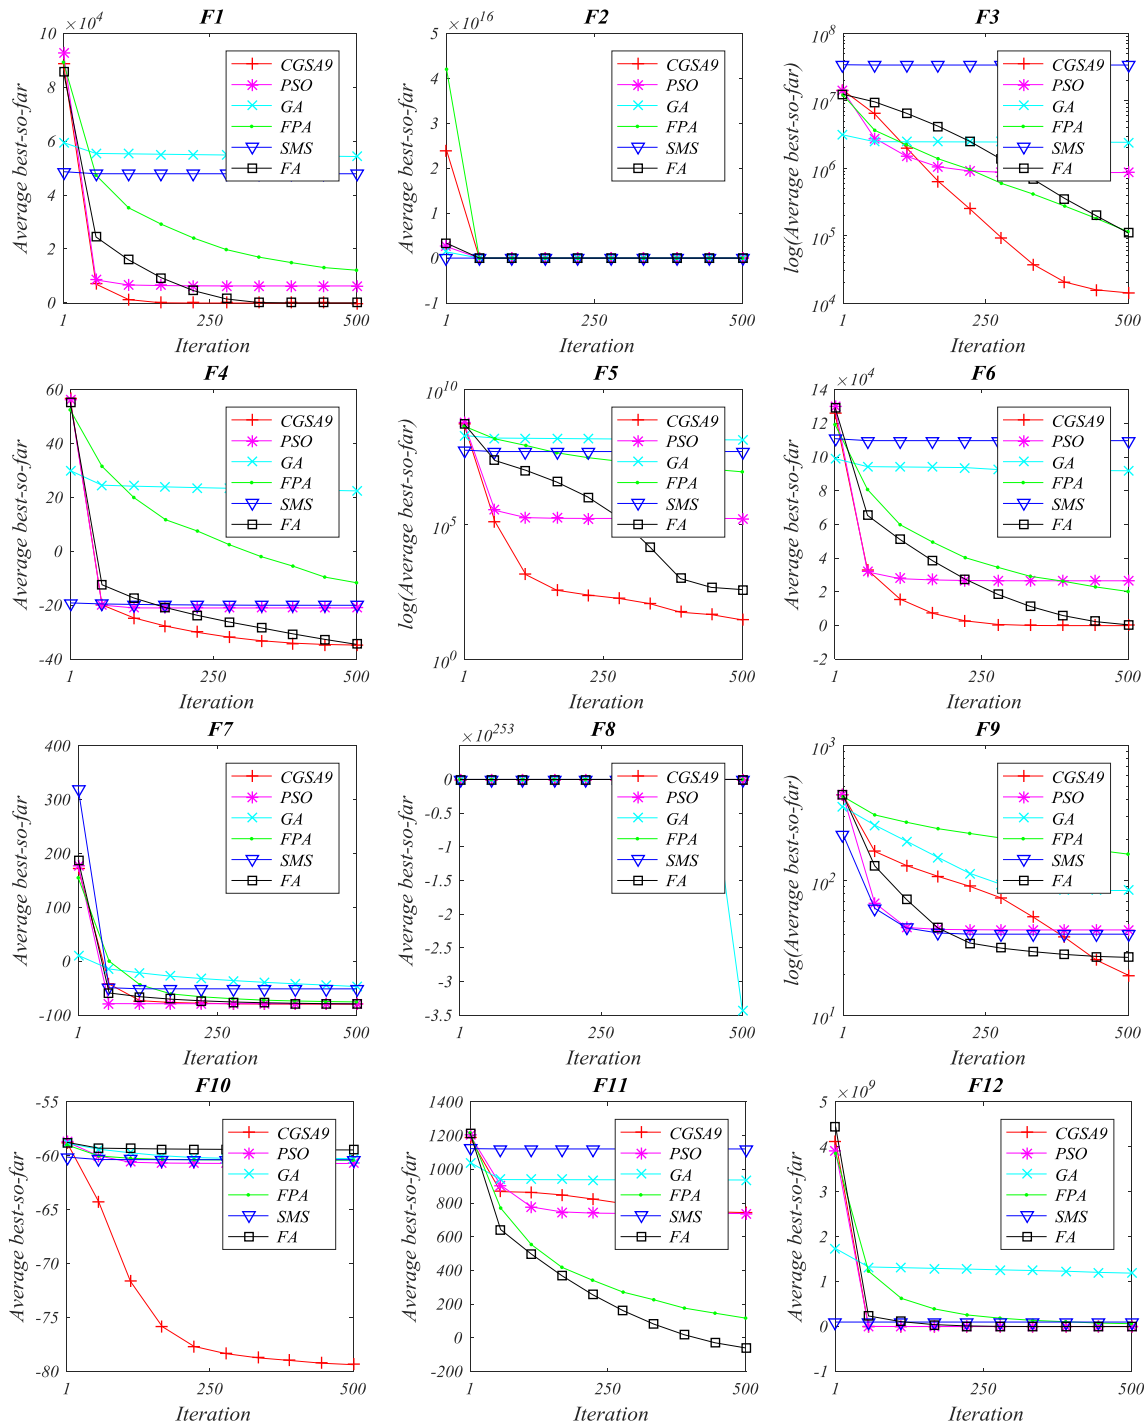 F1
×10^4
10
8
6
4
2
0
Average best-so-far
1
250
500
Iteration
CGSA9
PSO
GA
FPA
SMS
FA
F2
×10^16
5
4
3
2
1
0
-1
Average best-so-far
1
250
500
Iteration
CGSA9
PSO
GA
FPA
SMS
FA
F3
10^8
10^7
10^6
10^5
10^4
log(Average best-so-far)
1
250
500
Iteration
CGSA9
PSO
GA
FPA
SMS
FA
F4
60
40
20
0
-20
-40
Average best-so-far
1
250
500
Iteration
CGSA9
PSO
GA
FPA
SMS
FA
F5
10^10
10^5
10^0
log(Average best-so-far)
1
250
500
Iteration
CGSA9
PSO
GA
FPA
SMS
FA
F6
×10^4
14
12
10
8
6
4
2
0
-2
Average best-so-far
1
250
500
Iteration
CGSA9
PSO
GA
FPA
SMS
FA
F7
400
300
200
100
0
-100
Average best-so-far
1
250
500
Iteration
CGSA9
PSO
GA
FPA
SMS
FA
F8
×10^253
0
-0.5
-1
-1.5
-2
-2.5
-3
-3.5
Average best-so-far
1
250
500
Iteration
CGSA9
PSO
GA
FPA
SMS
FA
F9
10^3
10^2
10^1
log(Average best-so-far)
1
250
500
Iteration
CGSA9
PSO
GA
FPA
SMS
FA
F10
-55
-60
-65
-70
-75
-80
Average best-so-far
1
250
500
Iteration
CGSA9
PSO
GA
FPA
SMS
FA
F11
1400
1200
1000
800
600
400
200
0
-200
Average best-so-far
1
250
500
Iteration
CGSA9
PSO
GA
FPA
SMS
FA
F12
×10^9
5
4
3
2
1
0
-1
Average best-so-far
1
250
500
Iteration
CGSA9
PSO
GA
FPA
SMS
FA